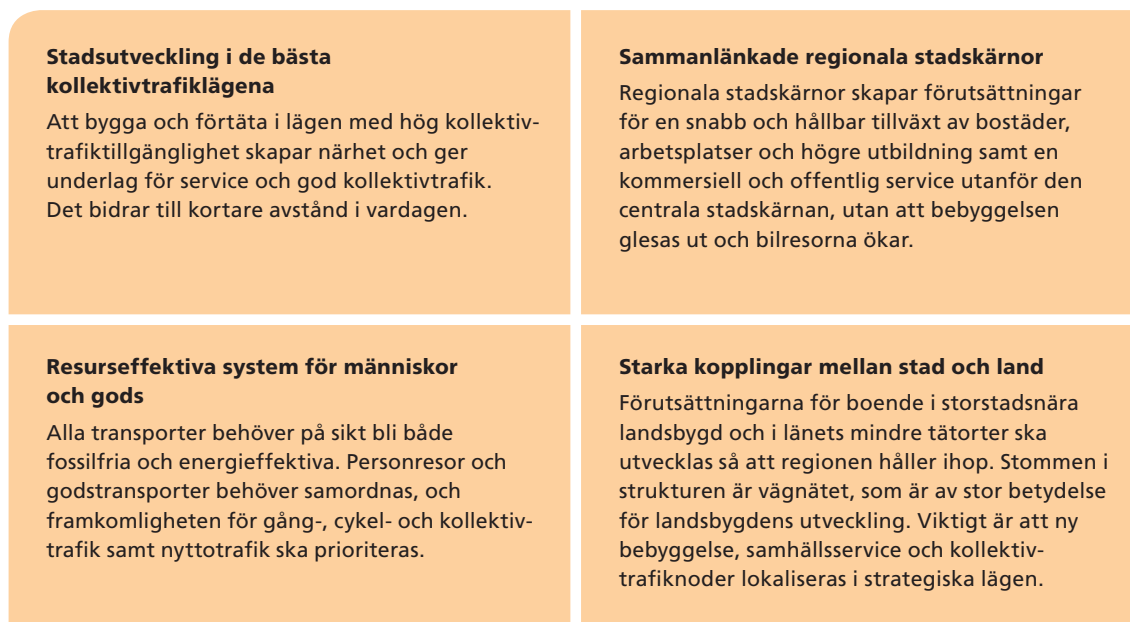 Stadsutveckling i de bästa
kollektivtrafiklägena
Att bygga och förtäta i lägen med hög kollektiv-
trafiktillgänglighet skapar närhet och ger
underlag för service och god kollektivtrafik.
Det bidrar till kortare avstånd i vardagen.
Sammanlänkade regionala stadskärnor
Regionala stadskärnor skapar förutsättningar
för en snabb och hållbar tillväxt av bostäder,
arbetsplatser och högre utbildning samt en
kommersiell och offentlig service utanför den
centrala stadskärnan, utan att bebyggelsen
glesas ut och bilresorna ökar.
Resurseffektiva system för människor
och gods
Alla transporter behöver på sikt bli både
fossilfria och energieffektiva. Personresor och
godstransporter behöver samordnas, och
framkomligheten för gång-, cykel- och kollektiv-
trafik samt nyttotrafik ska prioriteras.
Starka kopplingar mellan stad och land
Förutsättningarna för boende i storstadsnära
landsbygd och i länets mindre tätorter ska
utvecklas så att regionen håller ihop. Stommen i
strukturen är vägnätet, som är av stor betydelse
för landsbygdens utveckling. Viktigt är att ny
bebyggelse, samhällsservice och kollektiv-
trafiknoder lokaliseras i strategiska lägen.